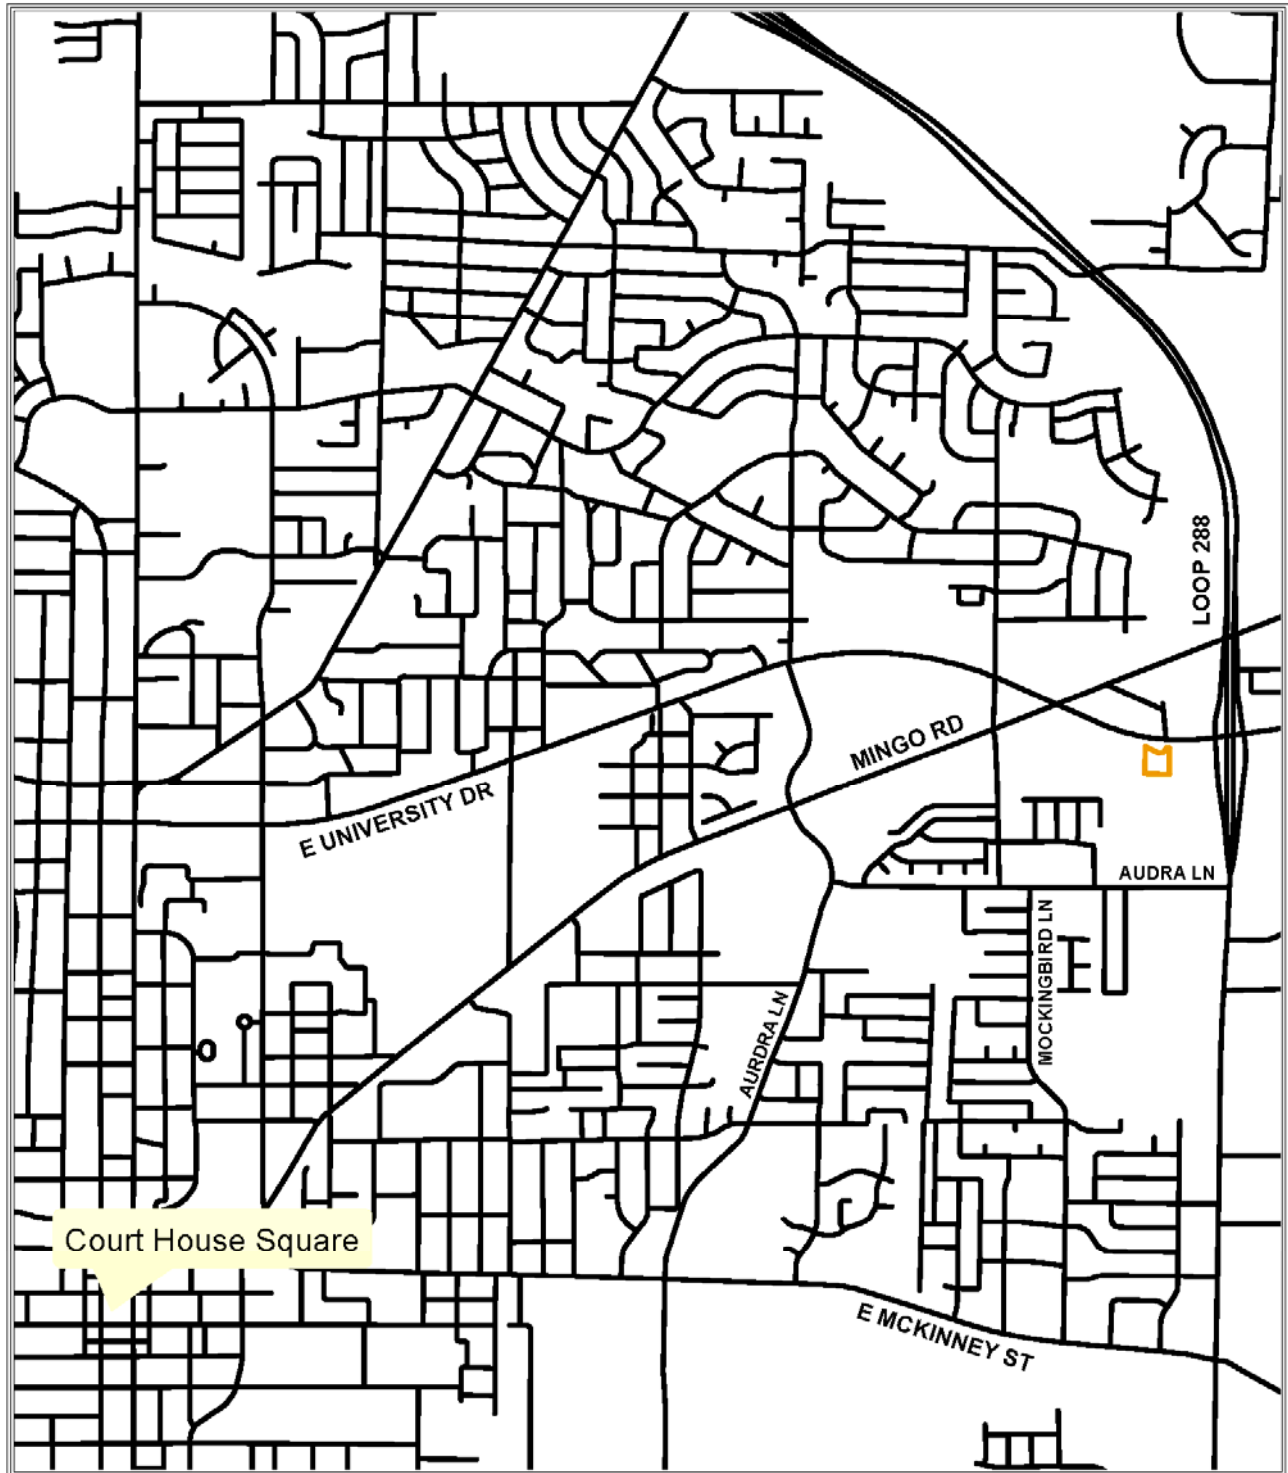 LOOP 288
MINGO RD
E UNIVERSITY DR
AUDRA LN
MOCKINGBIRD LN
AURDRA LN
Court House Square
E MCKINNEY ST